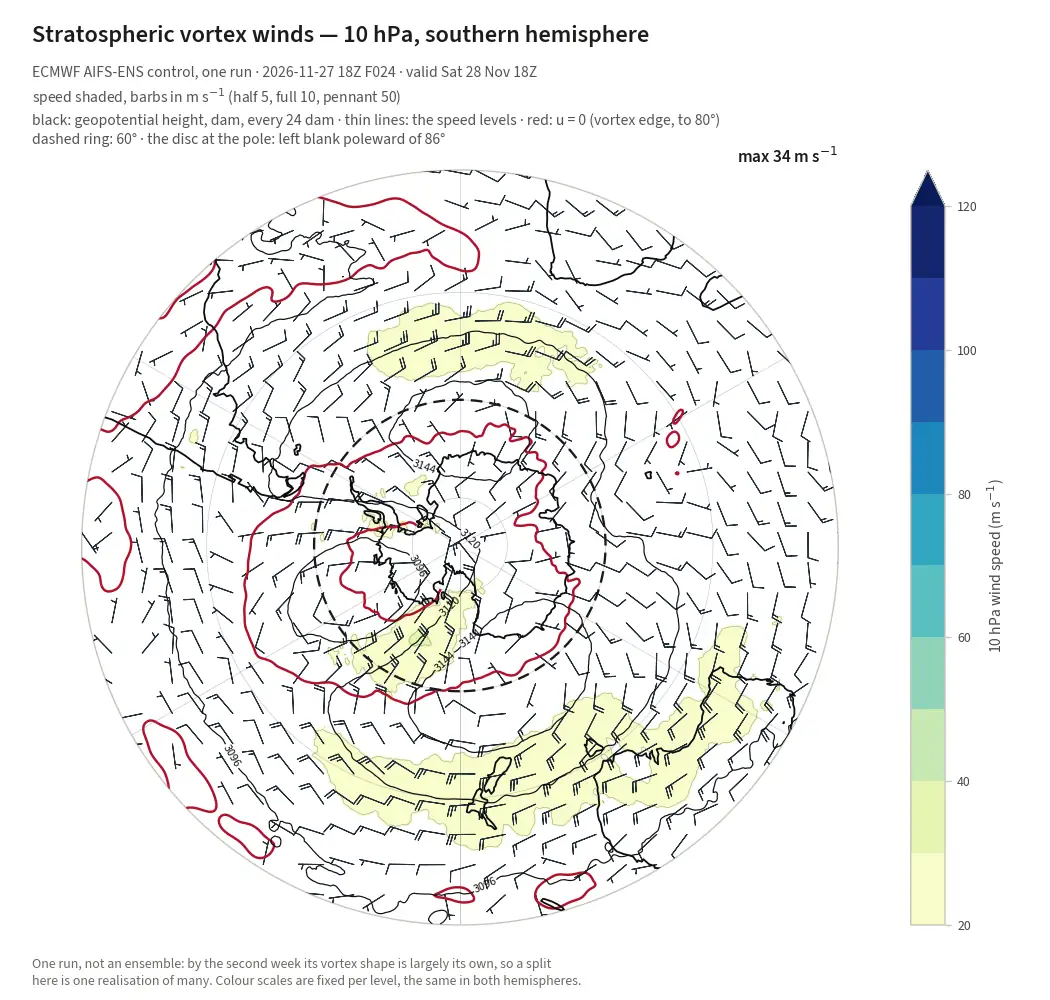 Stratospheric vortex winds — 10 hPa, southern hemisphere
ECMWF AIFS-ENS control, one run · 2026-11-27 18Z F024 · valid Sat 28 Nov 18Z
speed shaded, barbs in m s⁻¹ (half 5, full 10, pennant 50)
black: geopotential height, dam, every 24 dam · thin lines: the speed levels · red: u = 0 (vortex edge, to 80°)
dashed ring: 60° · the disc at the pole: left blank poleward of 86°
max 34 m s⁻¹
120
100
80
60
40
20
10 hPa wind speed (m s⁻¹)
3144
3120
3096
3120
3144
3144
3096
3096
One run, not an ensemble: by the second week its vortex shape is largely its own, so a split
here is one realisation of many. Colour scales are fixed per level, the same in both hemispheres.